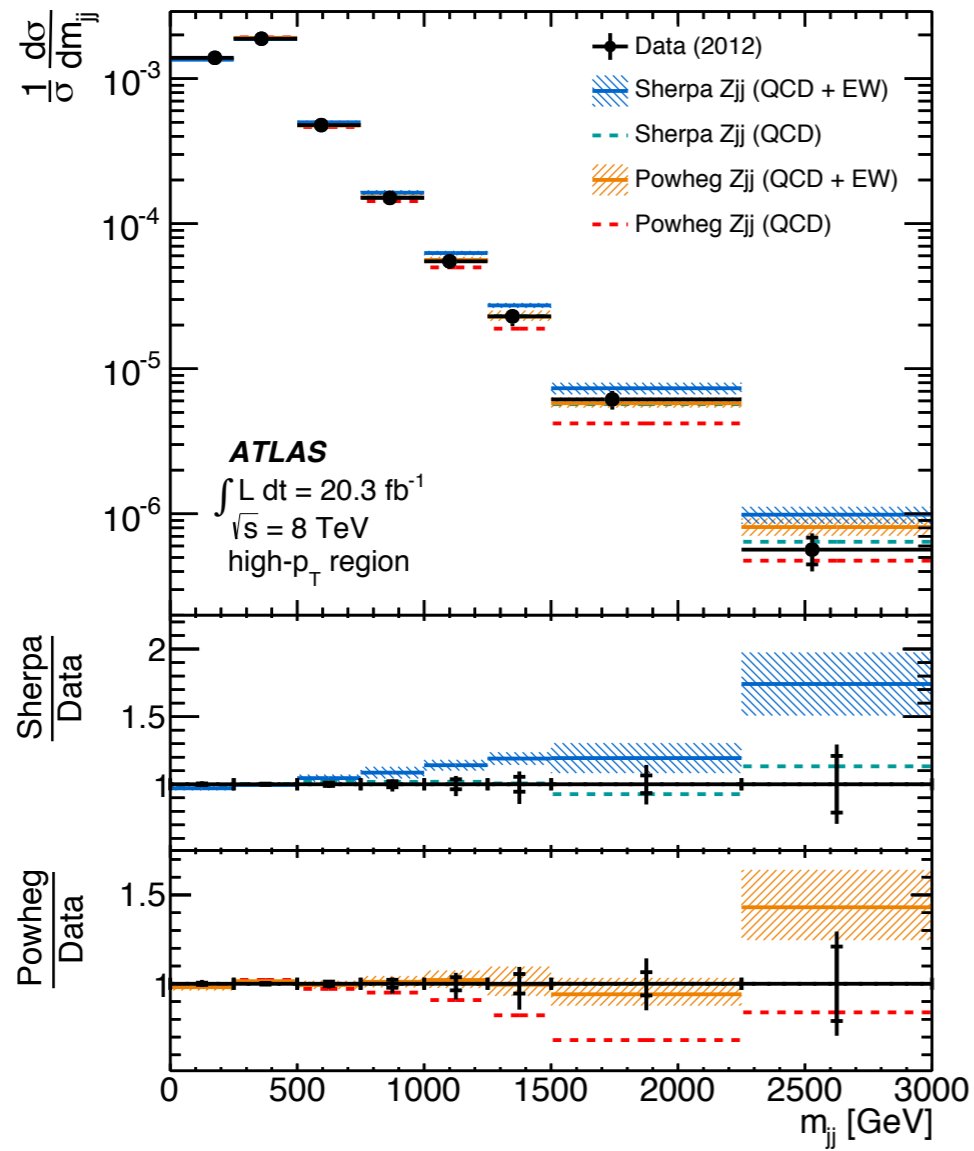 1/σ dσ/dm_jj
10^-3
10^-4
10^-5
10^-6
Data (2012)
Sherpa Zjj (QCD + EW)
Sherpa Zjj (QCD)
Powheg Zjj (QCD + EW)
Powheg Zjj (QCD)
ATLAS
∫ L dt = 20.3 fb^-1
√s = 8 TeV
high-p_T region
Sherpa
Data
2
1.5
1
Powheg
Data
1.5
1
0 500 1000 1500 2000 2500 3000
m_jj [GeV]